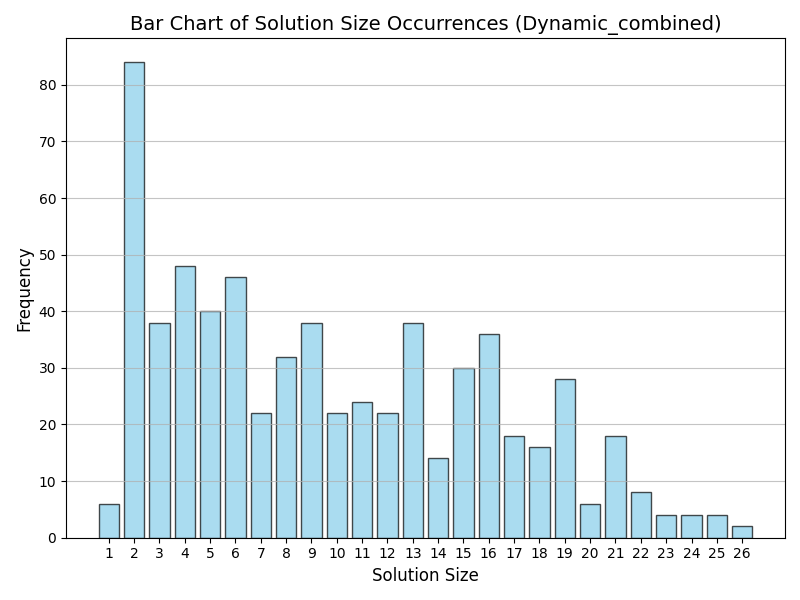 Bar Chart of Solution Size Occurrences (Dynamic_combined)
Frequency
80
70
60
50
40
30
20
10
0
1 2 3 4 5 6 7 8 9 10 11 12 13 14 15 16 17 18 19 20 21 22 23 24 25 26
Solution Size